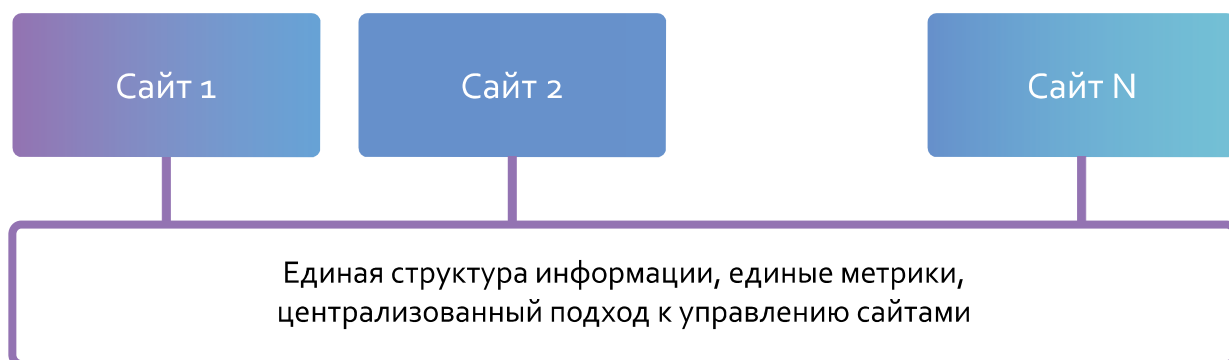 Сайт 1
Сайт 2
Сайт N
Единая структура информации, единые метрики,
централизованный подход к управлению сайтами